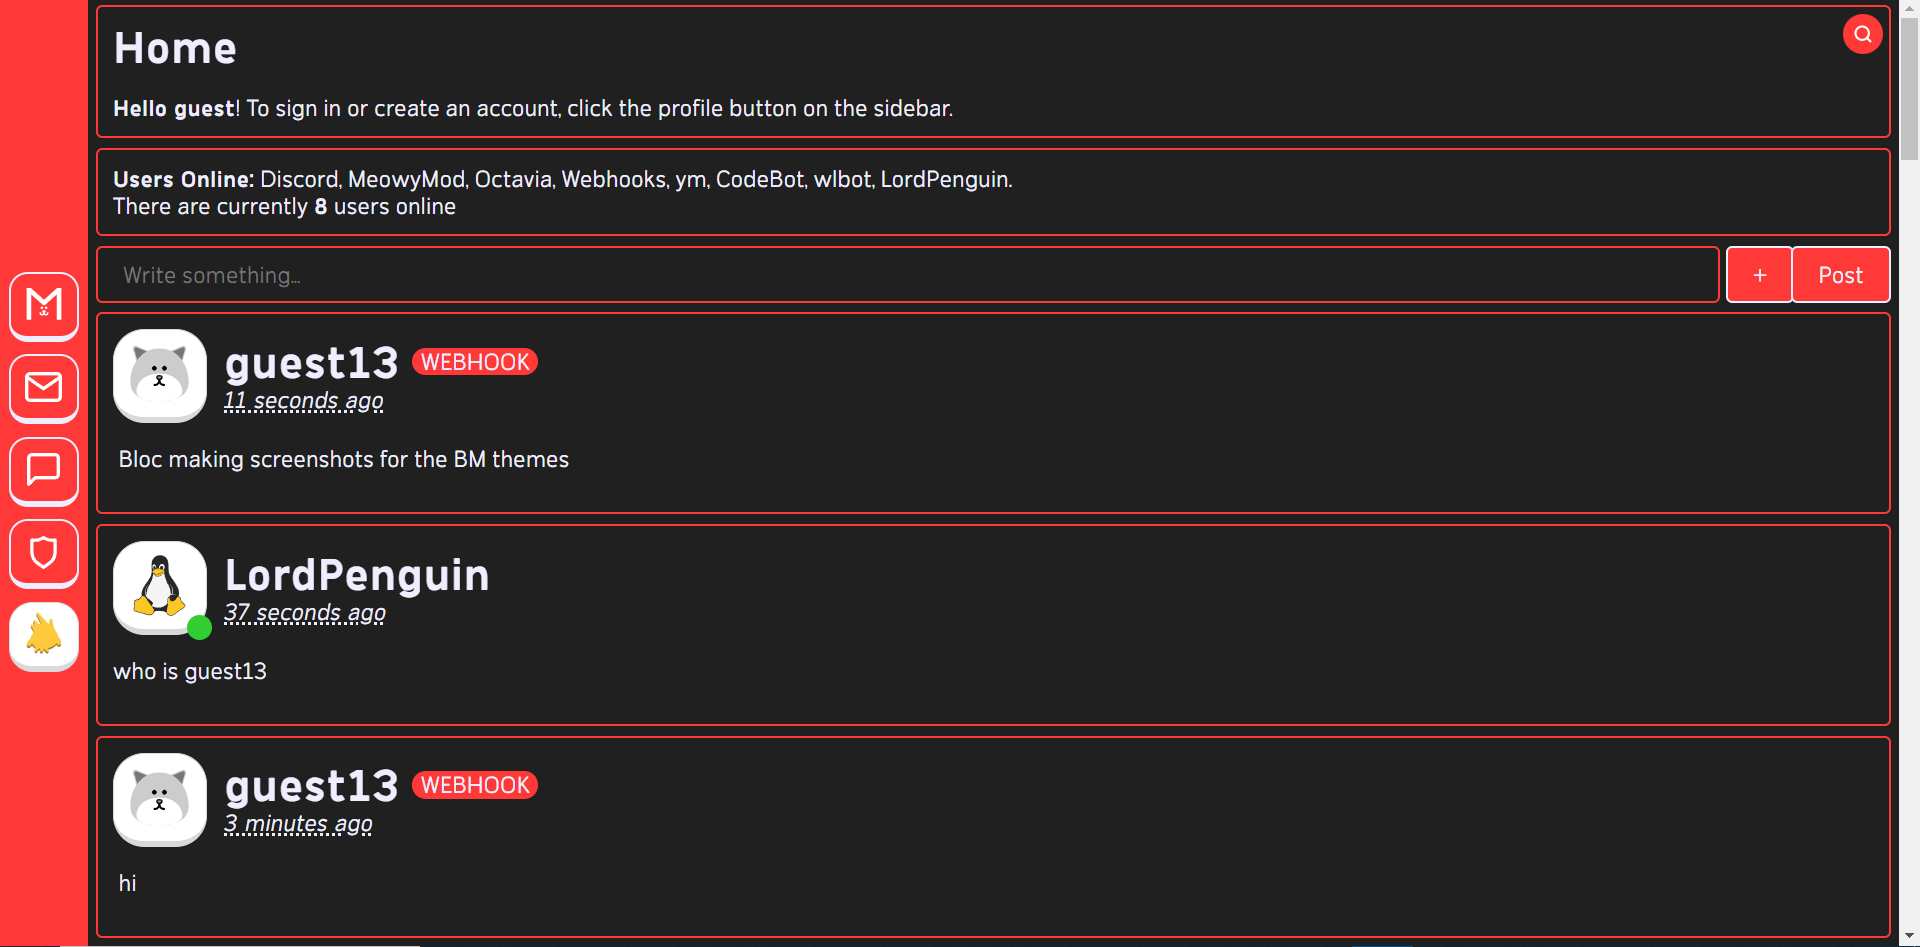 Home
Hello guest! To sign in or create an account, click the profile button on the sidebar.
Users Online: Discord, MeowyMod, Octavia, Webhooks, ym, CodeBot, wlbot, LordPenguin.
There are currently 8 users online
Write something...
+
Post
M
guest13 WEBHOOK
11 seconds ago
Bloc making screenshots for the BM themes
LordPenguin
37 seconds ago
who is guest13
guest13 WEBHOOK
3 minutes ago
hi